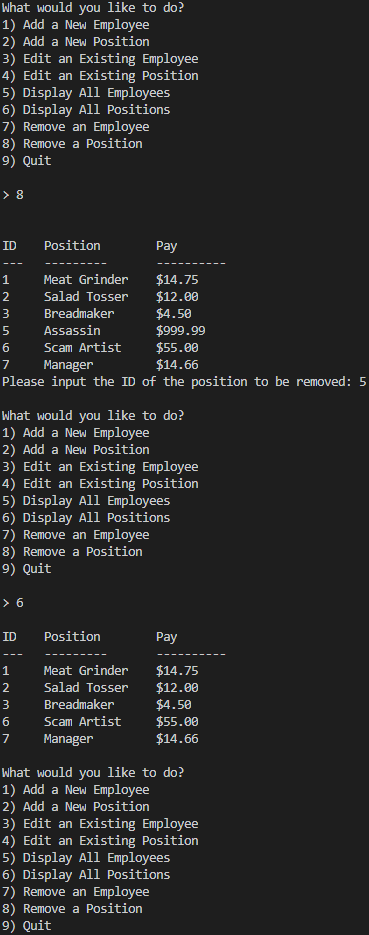 What would you like to do?
1) Add a New Employee
2) Add a New Position
3) Edit an Existing Employee
4) Edit an Existing Position
5) Display All Employees
6) Display All Positions
7) Remove an Employee
8) Remove a Position
9) Quit

> 8

ID    Position        Pay
---   ---------       ----------
1     Meat Grinder    $14.75
2     Salad Tosser    $12.00
3     Breadmaker      $4.50
5     Assassin        $999.99
6     Scam Artist     $55.00
7     Manager         $14.66
Please input the ID of the position to be removed: 5

What would you like to do?
1) Add a New Employee
2) Add a New Position
3) Edit an Existing Employee
4) Edit an Existing Position
5) Display All Employees
6) Display All Positions
7) Remove an Employee
8) Remove a Position
9) Quit

> 6

ID    Position        Pay
---   ---------       ----------
1     Meat Grinder    $14.75
2     Salad Tosser    $12.00
3     Breadmaker      $4.50
6     Scam Artist     $55.00
7     Manager         $14.66

What would you like to do?
1) Add a New Employee
2) Add a New Position
3) Edit an Existing Employee
4) Edit an Existing Position
5) Display All Employees
6) Display All Positions
7) Remove an Employee
8) Remove a Position
9) Quit